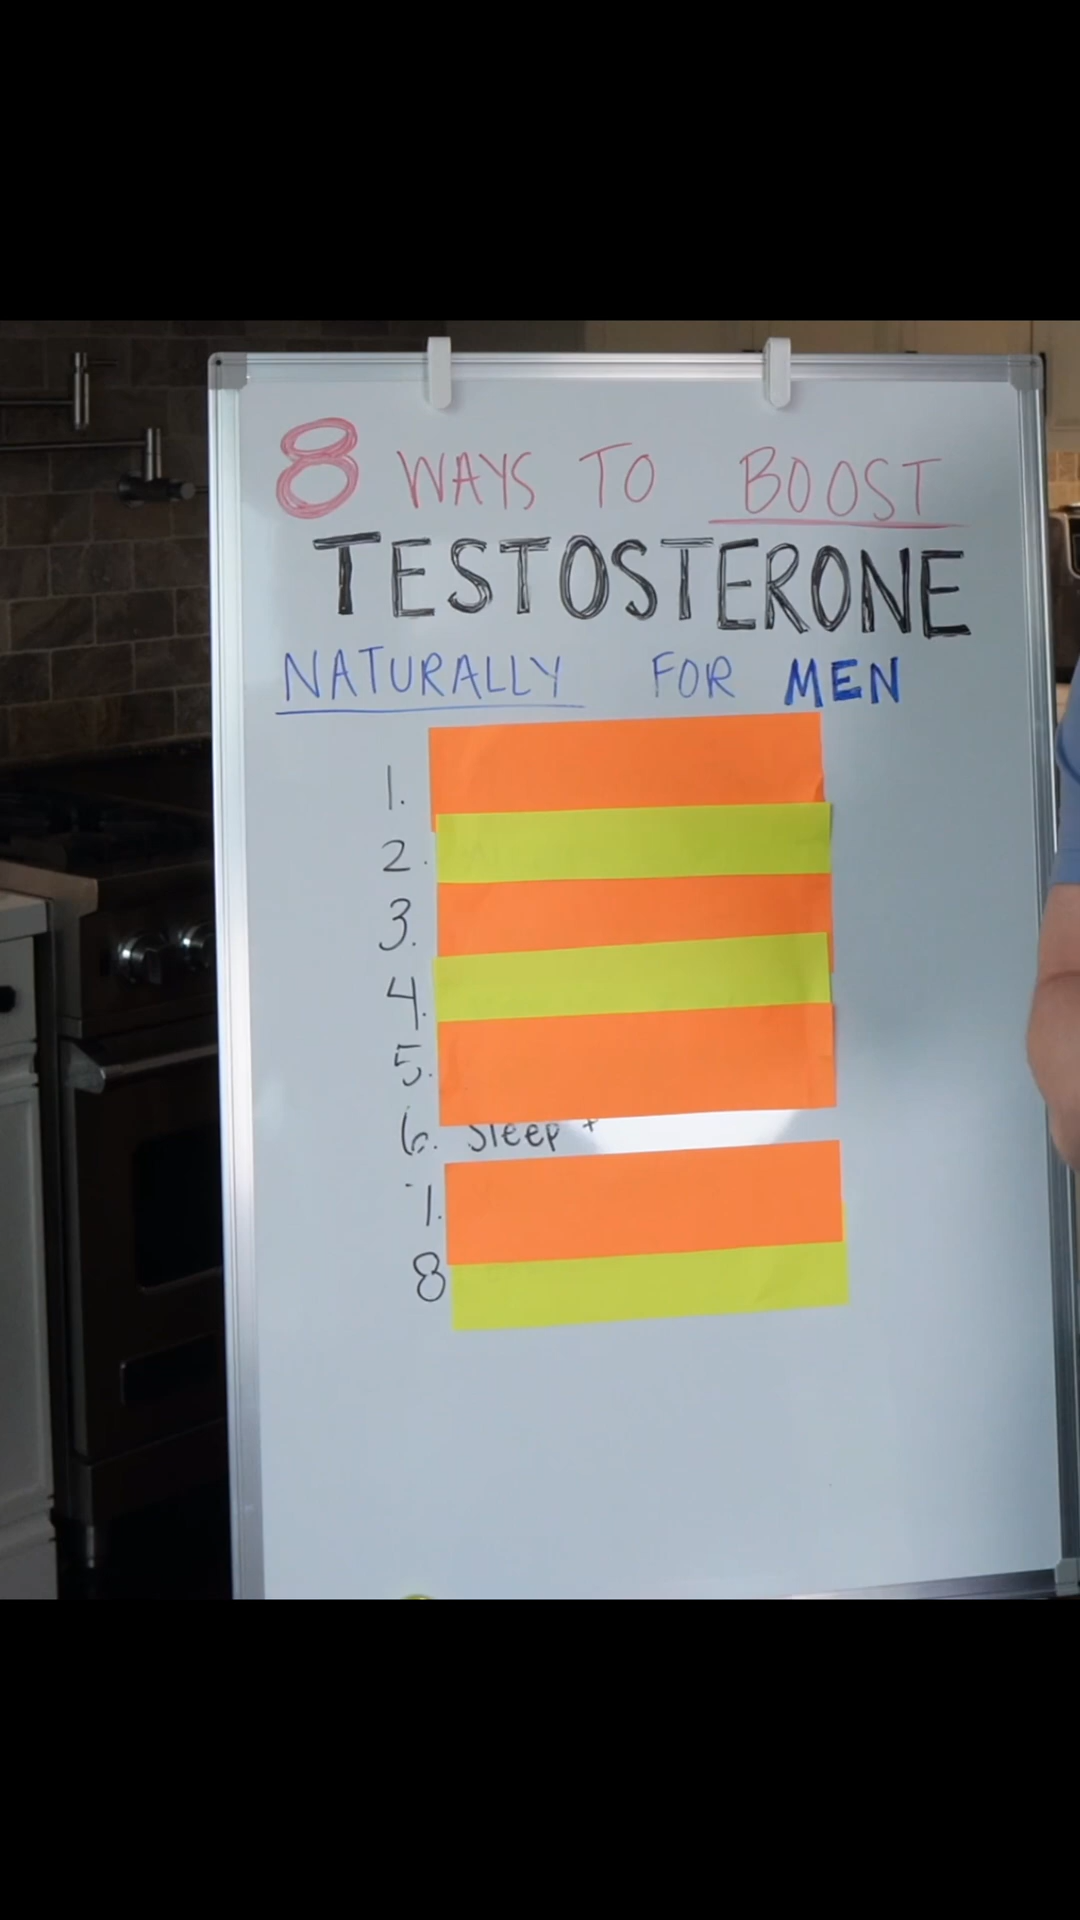 8 WAYS TO BOOST
TESTOSTERONE
NATURALLY FOR MEN
1.
2.
3.
4.
5.
6. Sleep +
7.
8